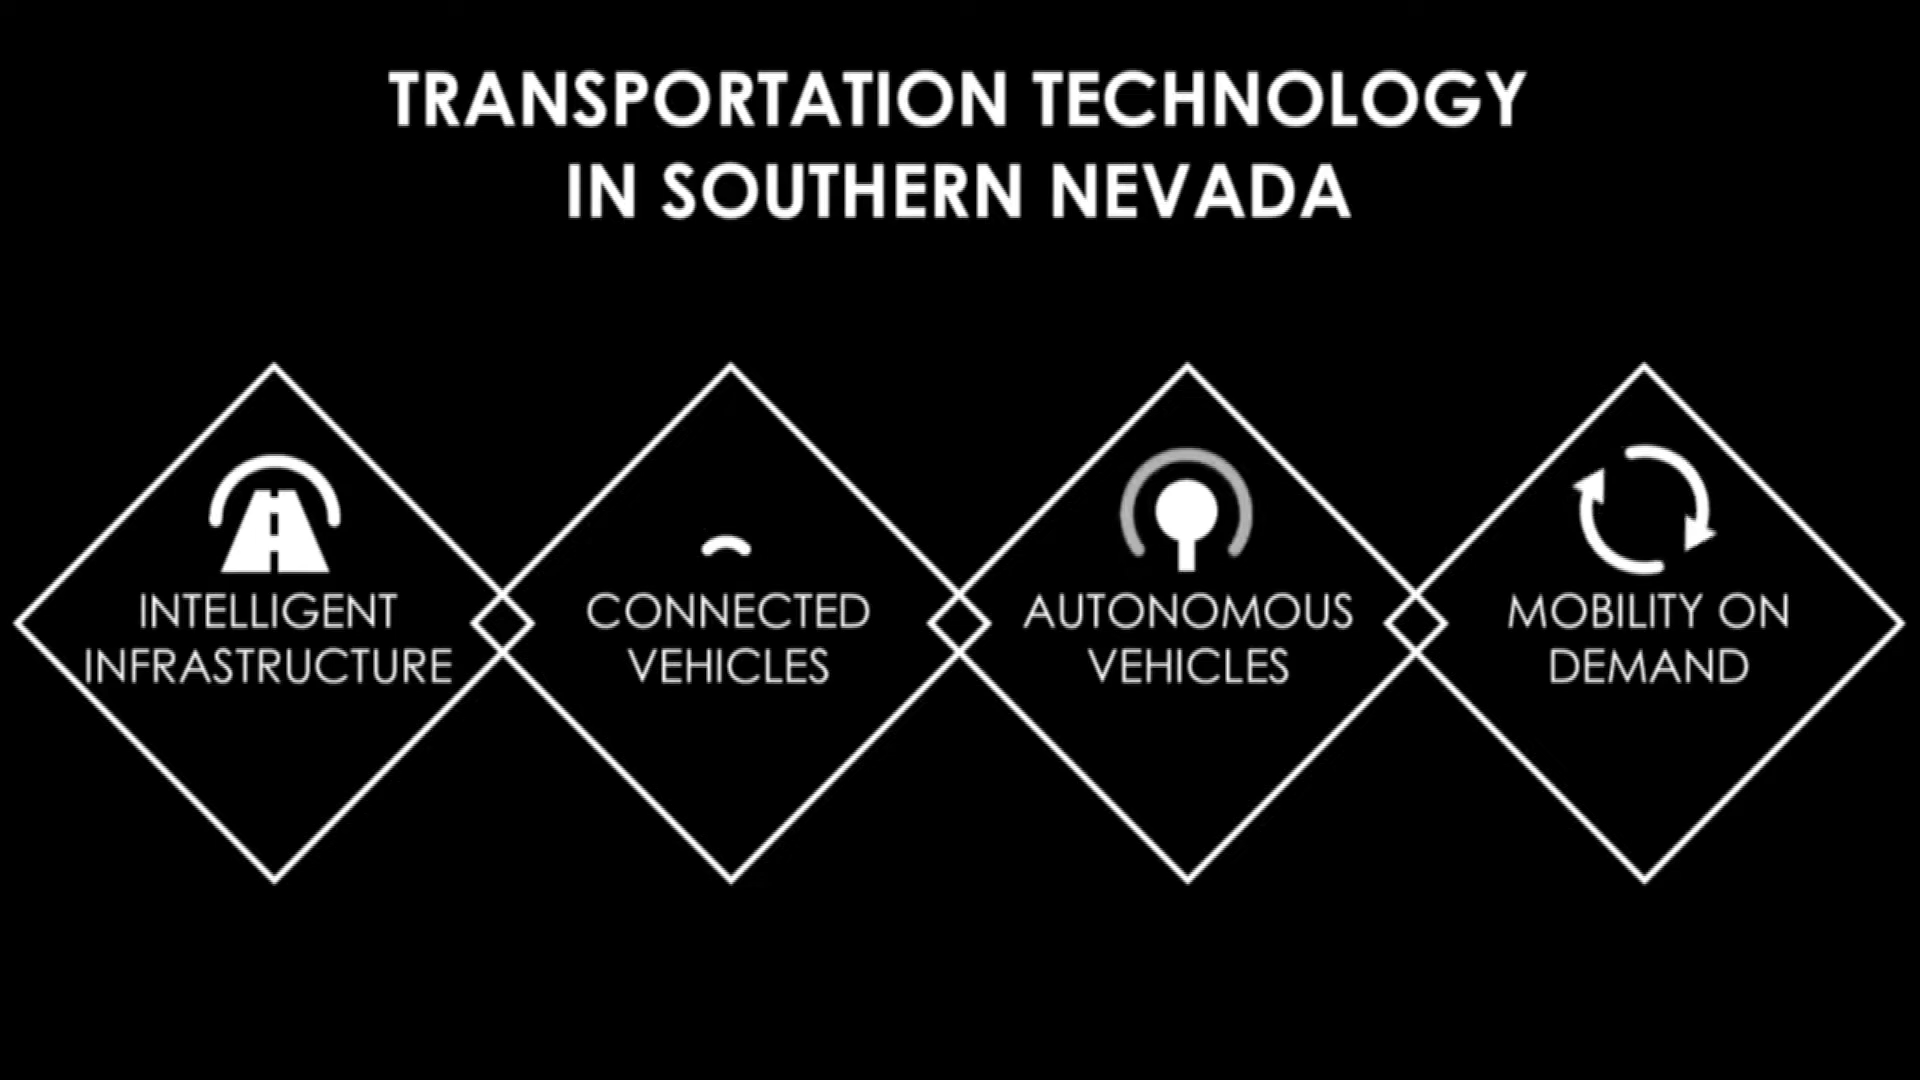 TRANSPORTATION TECHNOLOGY
IN SOUTHERN NEVADA
INTELLIGENT
INFRASTRUCTURE
CONNECTED
VEHICLES
AUTONOMOUS
VEHICLES
MOBILITY ON
DEMAND